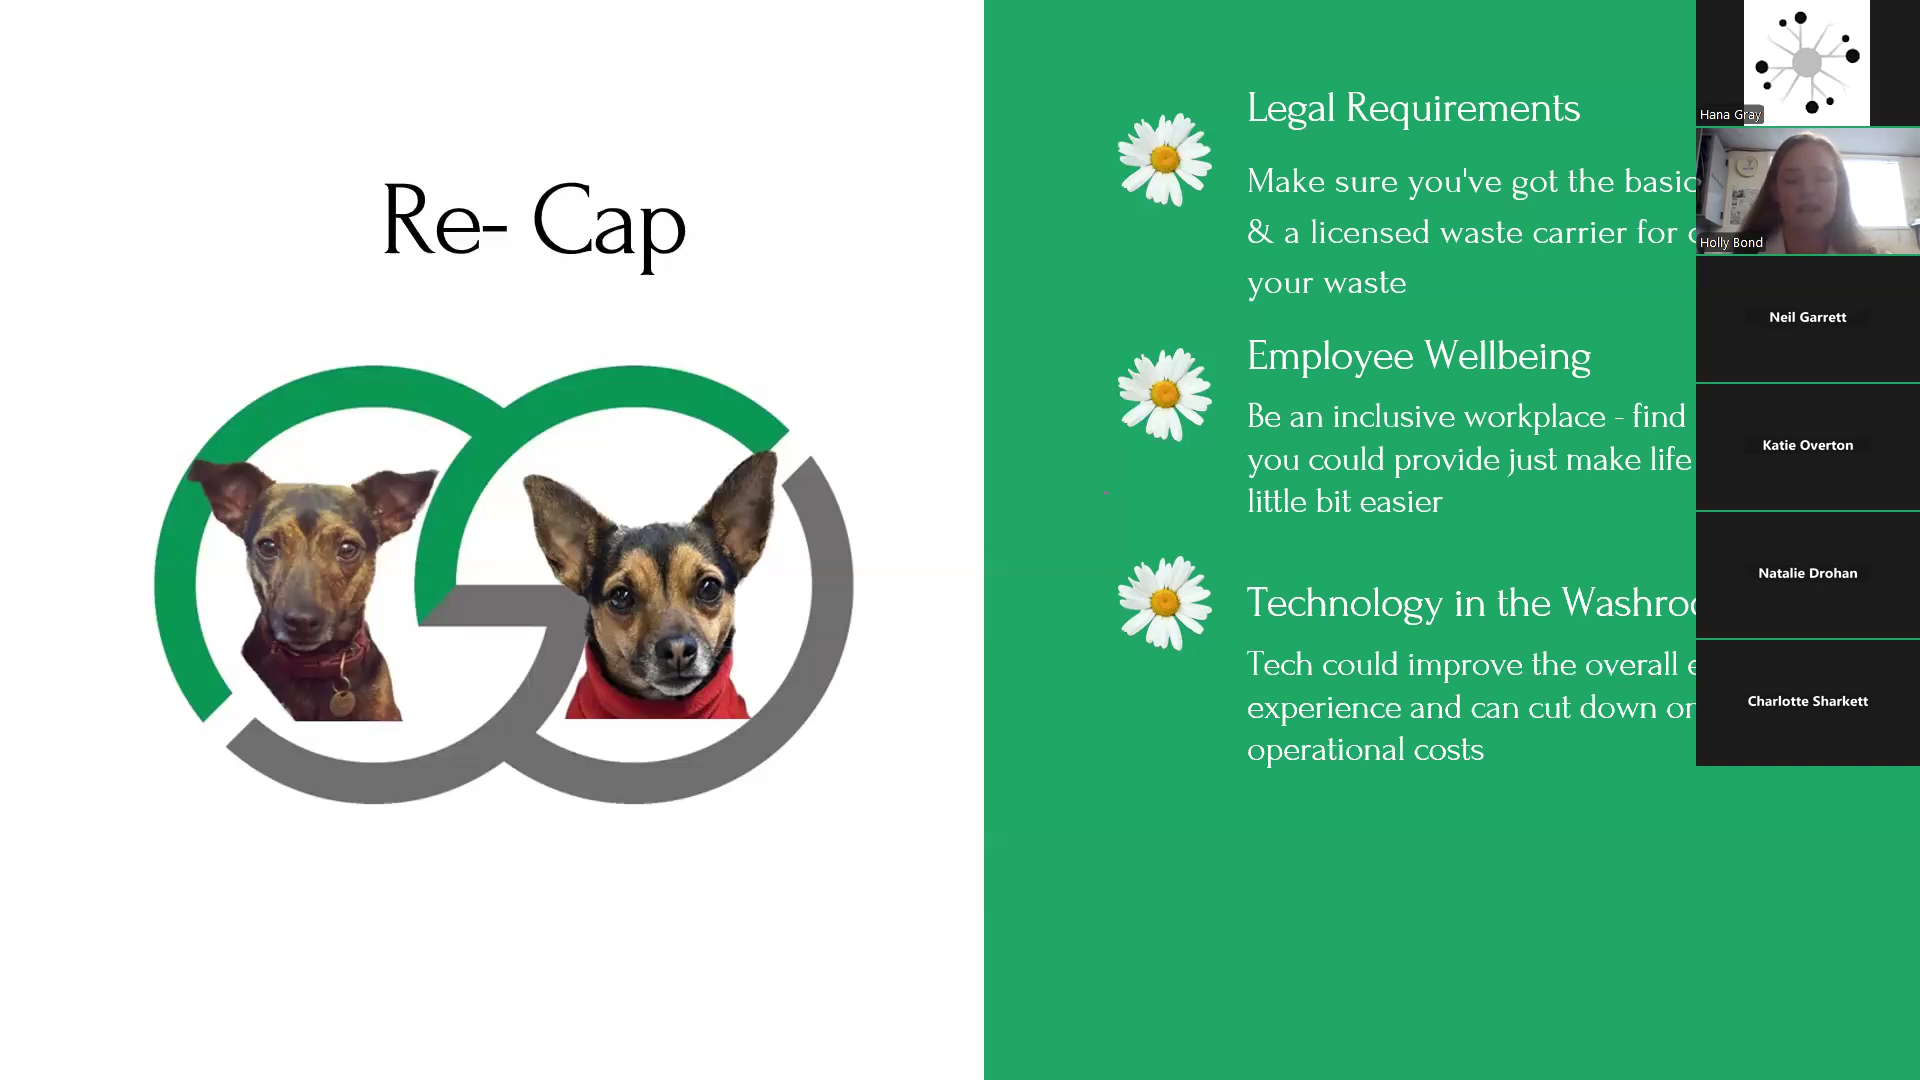 Re- Cap
Legal Requirements
Make sure you've got the basic
& a licensed waste carrier for
your waste
Employee Wellbeing
Be an inclusive workplace - find
you could provide just make life
little bit easier
Technology in the
Tech could improve the overall
experience and can cut down
operational costs
Hana Gray
Holly Bond
Neil Garrett
Katie Overton
Natalie Drohan
Charlotte Sharkett